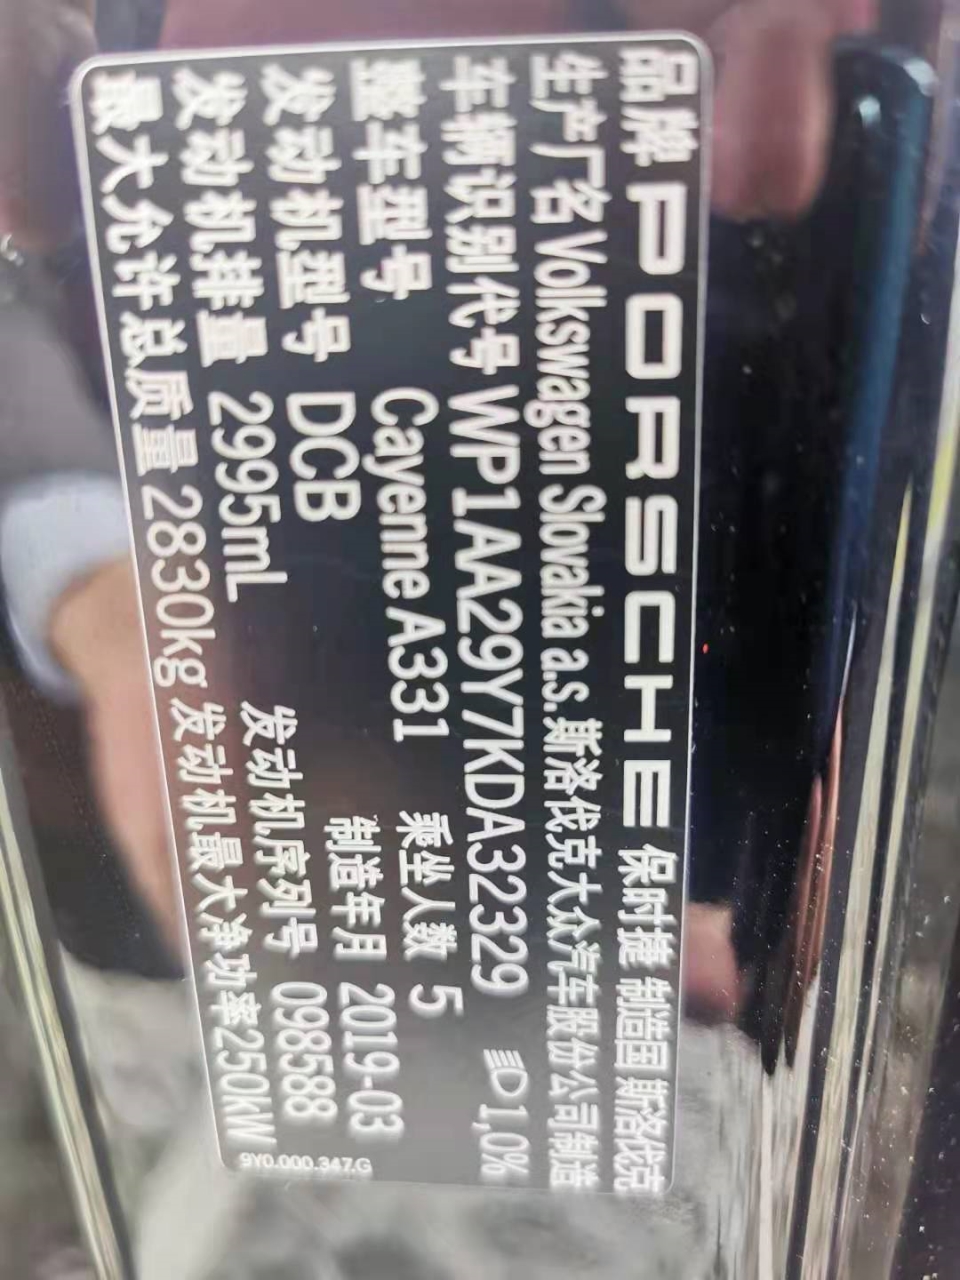 品牌 PORSCHE 保时捷 制造国 斯洛伐克
生产厂名 Volkswagen Slovakia a.s.斯洛伐克大众汽车股份公司制造
车辆识别代号 WP1AA29Y7KDA32329 1,0%
整车型号 Cayenne A331 乘坐人数 5
发动机型号 DCB 制造年月 2019-03
发动机排量 2995mL 发动机序列号 098588
最大允许总质量 2830kg 发动机最大净功率250kW
9Y0.000.347.G